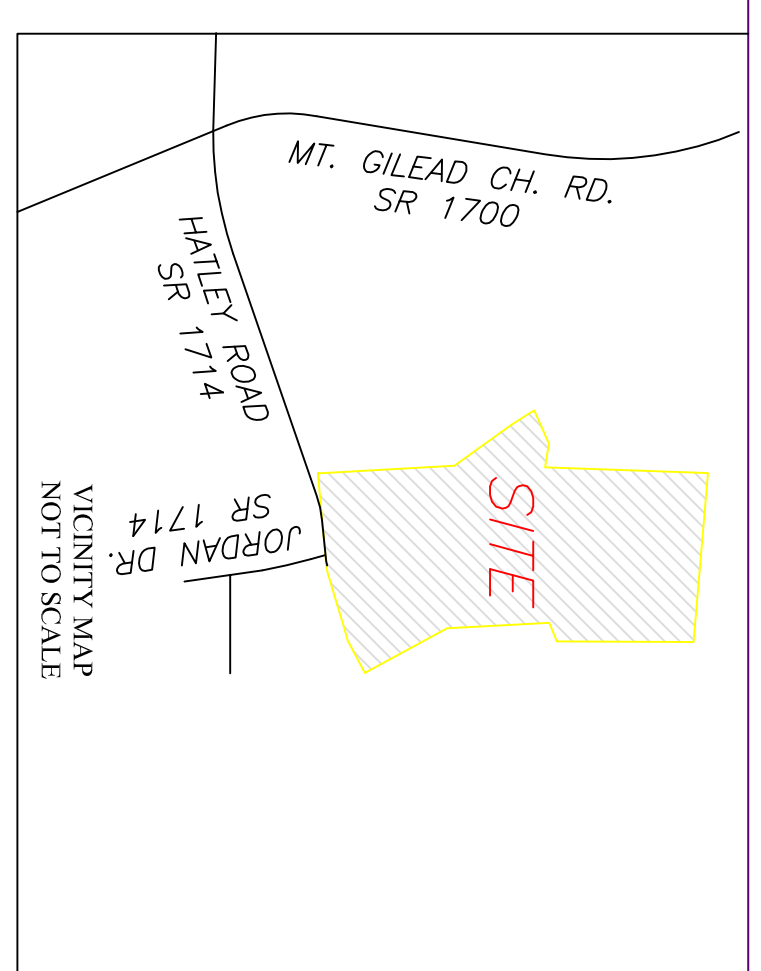 MT. GILEAD CH. RD.
SR 1700
HATLEY ROAD
SR 1714
SITE
JORDAN DR.
SR 1714
VICINITY MAP
NOT TO SCALE